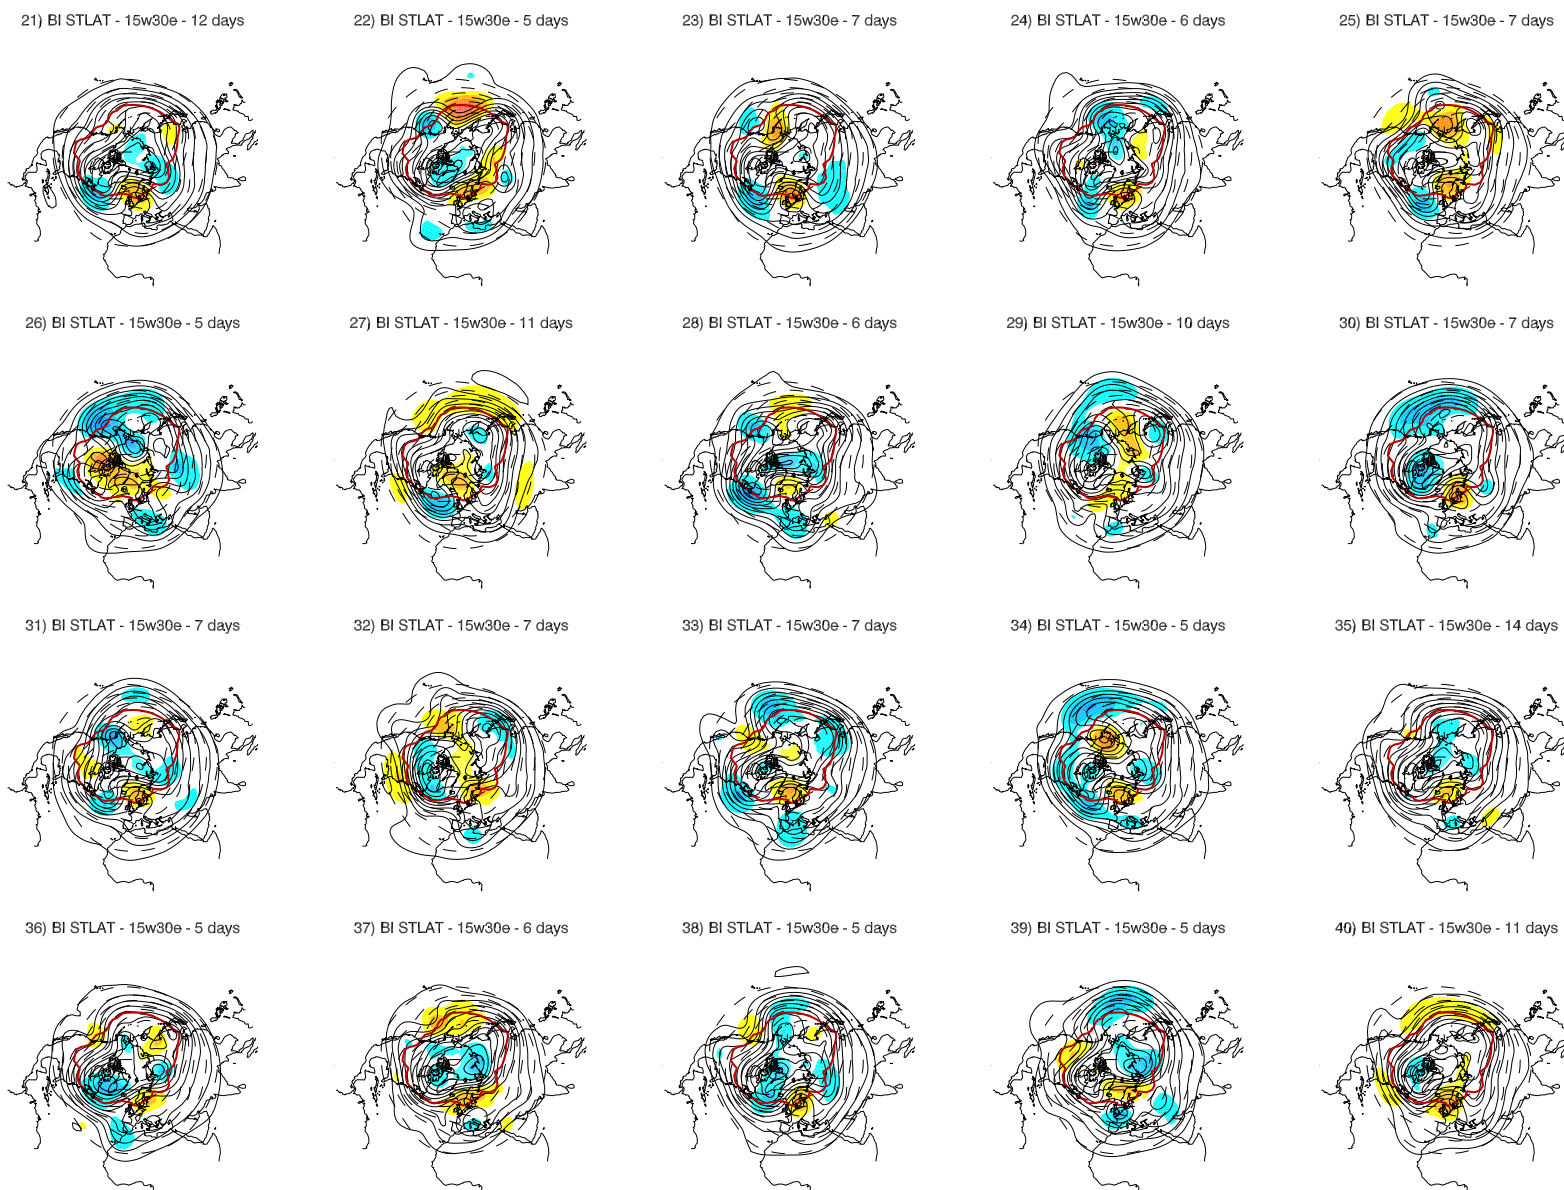 21) BI STLAT - 15w30e - 12 days
22) BI STLAT - 15w30e - 5 days
23) BI STLAT - 15w30e - 7 days
24) BI STLAT - 15w30e - 6 days
25) BI STLAT - 15w30e - 7 days
26) BI STLAT - 15w30e - 5 days
27) BI STLAT - 15w30e - 11 days
28) BI STLAT - 15w30e - 6 days
29) BI STLAT - 15w30e - 10 days
30) BI STLAT - 15w30e - 7 days
31) BI STLAT - 15w30e - 7 days
32) BI STLAT - 15w30e - 7 days
33) BI STLAT - 15w30e - 7 days
34) BI STLAT - 15w30e - 5 days
35) BI STLAT - 15w30e - 14 days
36) BI STLAT - 15w30e - 5 days
37) BI STLAT - 15w30e - 6 days
38) BI STLAT - 15w30e - 5 days
39) BI STLAT - 15w30e - 5 days
40) BI STLAT - 15w30e - 11 days